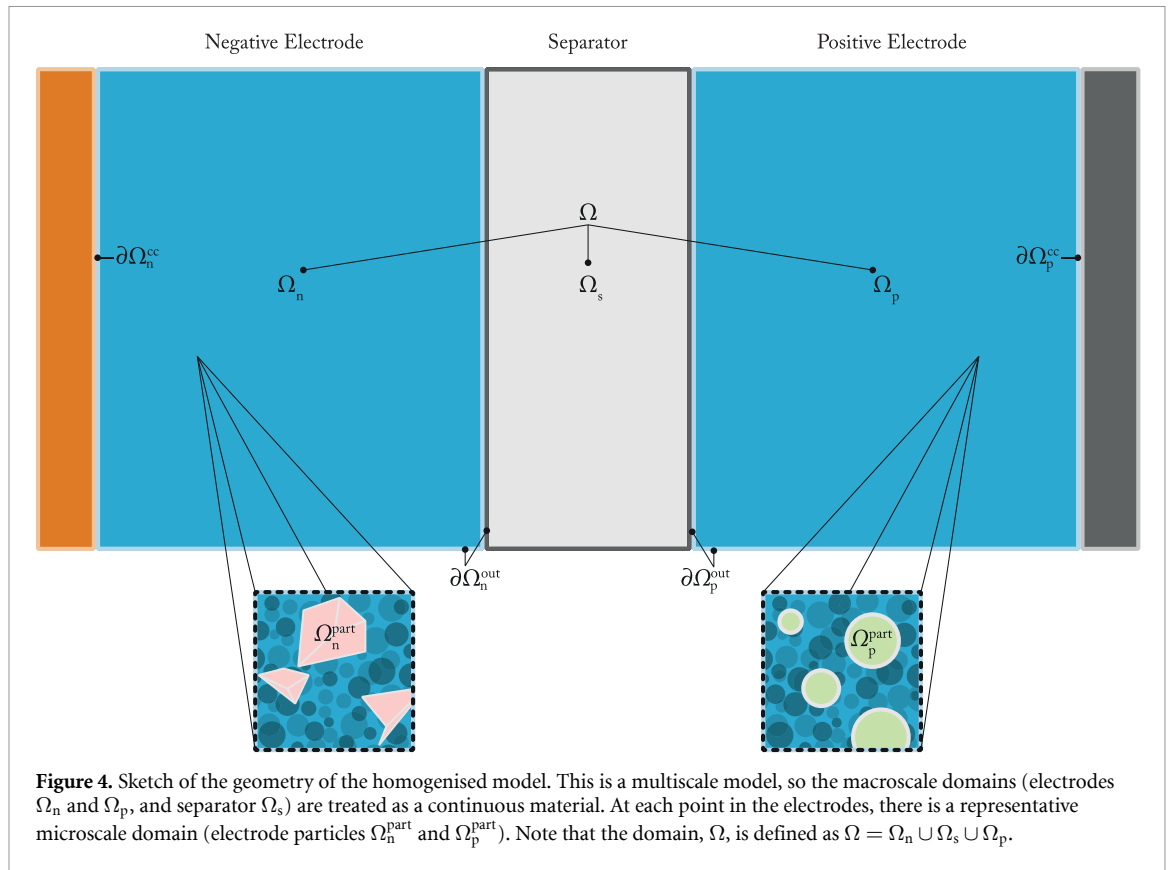 Negative Electrode Separator Positive Electrode
Ω
∂Ωₙᶜᶜ ∂Ωₚᶜᶜ
Ωₙ Ωₛ Ωₚ
∂Ωₙᵒᵘᵗ ∂Ωₚᵒᵘᵗ
Ωₙᵖᵃʳᵗ Ωₚᵖᵃʳᵗ
Figure 4. Sketch of the geometry of the homogenised model. This is a multiscale model, so the macroscale domains (electrodes
Ωₙ and Ωₚ, and separator Ωₛ) are treated as a continuous material. At each point in the electrodes, there is a representative
microscale domain (electrode particles Ωₙᵖᵃʳᵗ and Ωₚᵖᵃʳᵗ). Note that the domain, Ω, is defined as Ω = Ωₙ ∪ Ωₛ ∪ Ωₚ.